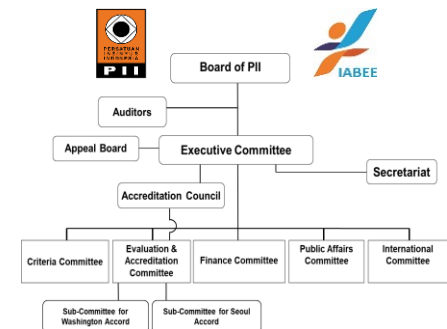 PERSATUAN
INSINYUR
INDONESIA
PII
IABEE
Board of PII
Auditors
Appeal Board
Executive Committee
Secretariat
Accreditation Council
Criteria Committee
Evaluation &
Accreditation
Committee
Finance Committee
Public Affairs
Committee
International
Committee
Sub-Committee for
Washington Accord
Sub-Committee for Seoul
Accord